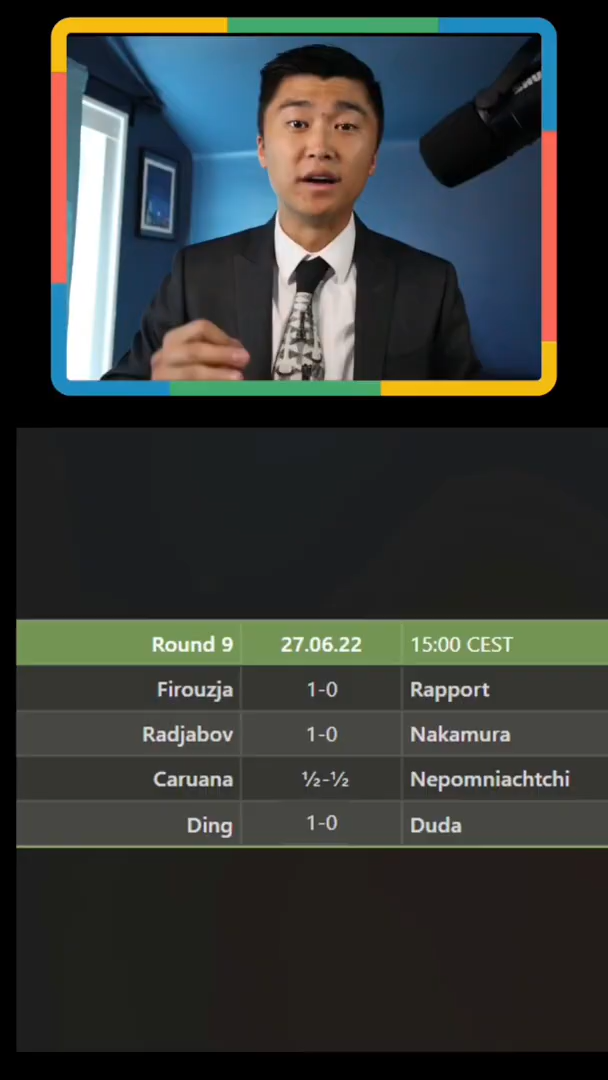 SHURE
Round 9 27.06.22 15:00 CEST
Firouzja 1-0 Rapport
Radjabov 1-0 Nakamura
Caruana ½-½ Nepomniachtchi
Ding 1-0 Duda